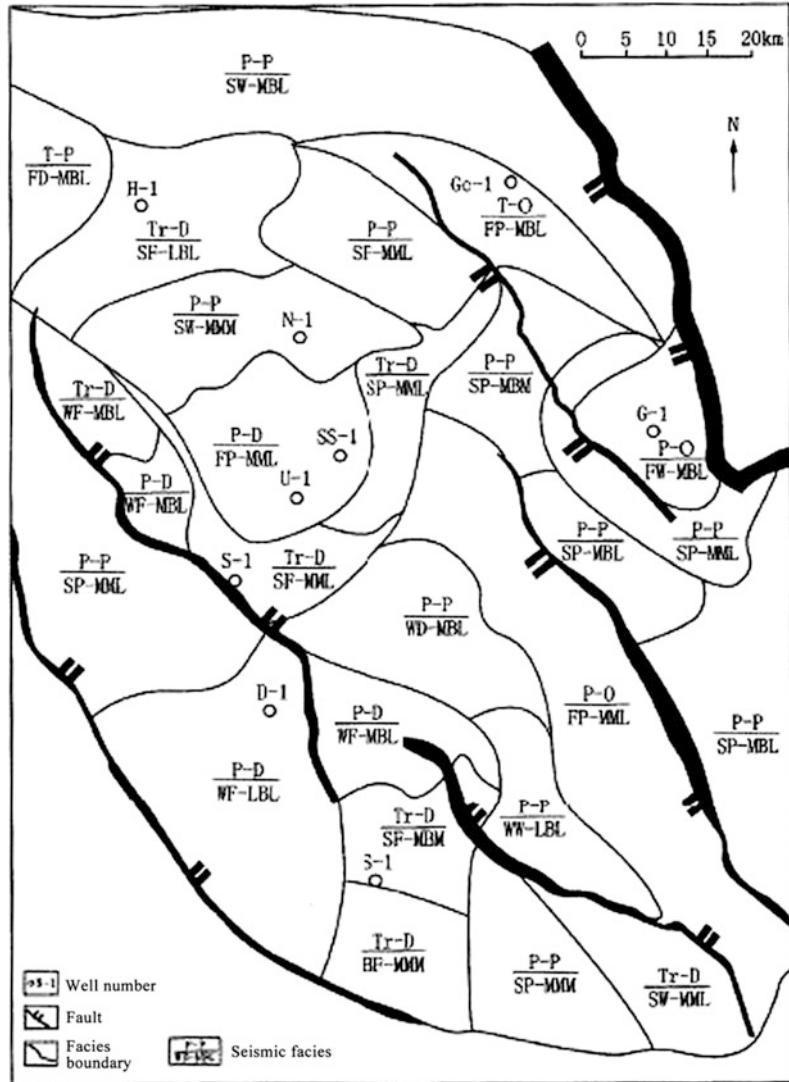 0 5 10 15 20km
N
P-P
SW-MBL
T-P
FD-MBL
H-1
Tr-D
SF-LBL
P-P
SF-MML
Gc-1
T-O
FP-MBL
P-P
SW-MMM
N-1
Tr-D
SP-MML
P-P
SP-MBM
Tr-D
WF-MBL
P-D
FP-MML
SS-1
U-1
G-1
P-O
FW-MBL
P-D
WF-MBL
P-P
SP-MBL
P-P
SP-MML
P-P
SP-MML
S-1
Tr-D
SF-MML
P-P
WD-MBL
D-1
P-D
WF-MBL
P-O
FP-MML
P-P
SP-MBL
P-D
WF-LBL
Tr-D
SF-MBM
P-P
WW-LBL
S-1
Tr-D
BF-MMM
P-P
SP-MMM
Tr-D
SW-MML
S-1 Well number
Fault
Facies
boundary
P-P
WF-MBL
Seismic facies